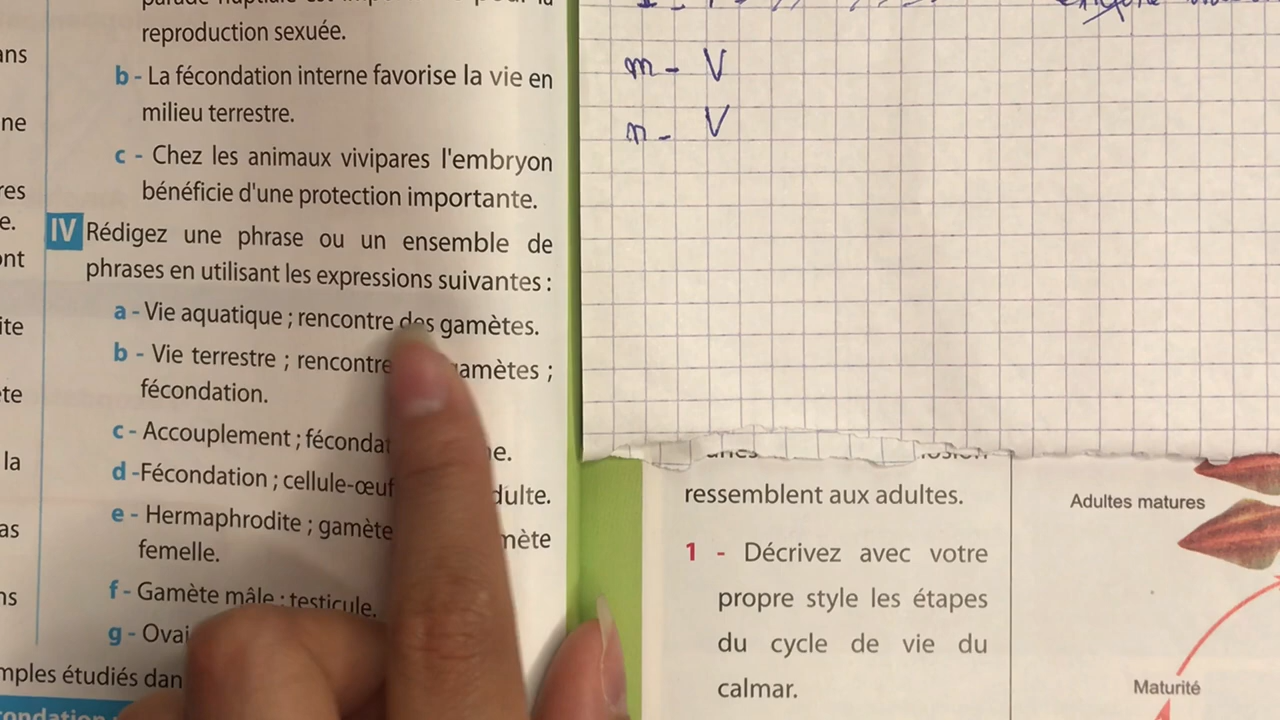 reproduction sexuée.
b - La fécondation interne favorise la vie en
milieu terrestre.
c - Chez les animaux vivipares l'embryon
bénéficie d'une protection importante.
IV Rédigez une phrase ou un ensemble de
phrases en utilisant les expressions suivantes :
a - Vie aquatique ; rencontre des gamètes.
b - Vie terrestre ; rencontre gamètes ;
fécondation.
c - Accouplement ;
d - Fécondation ; cellule-œuf
e - Hermaphrodite ; gamète
femelle.
f - Gamète mâle ; testicule.
g -
m - V
n - V
ressemblent aux adultes.
1 - Décrivez avec votre
propre style les étapes
du cycle de vie du
calmar.
Adultes matures
Maturité